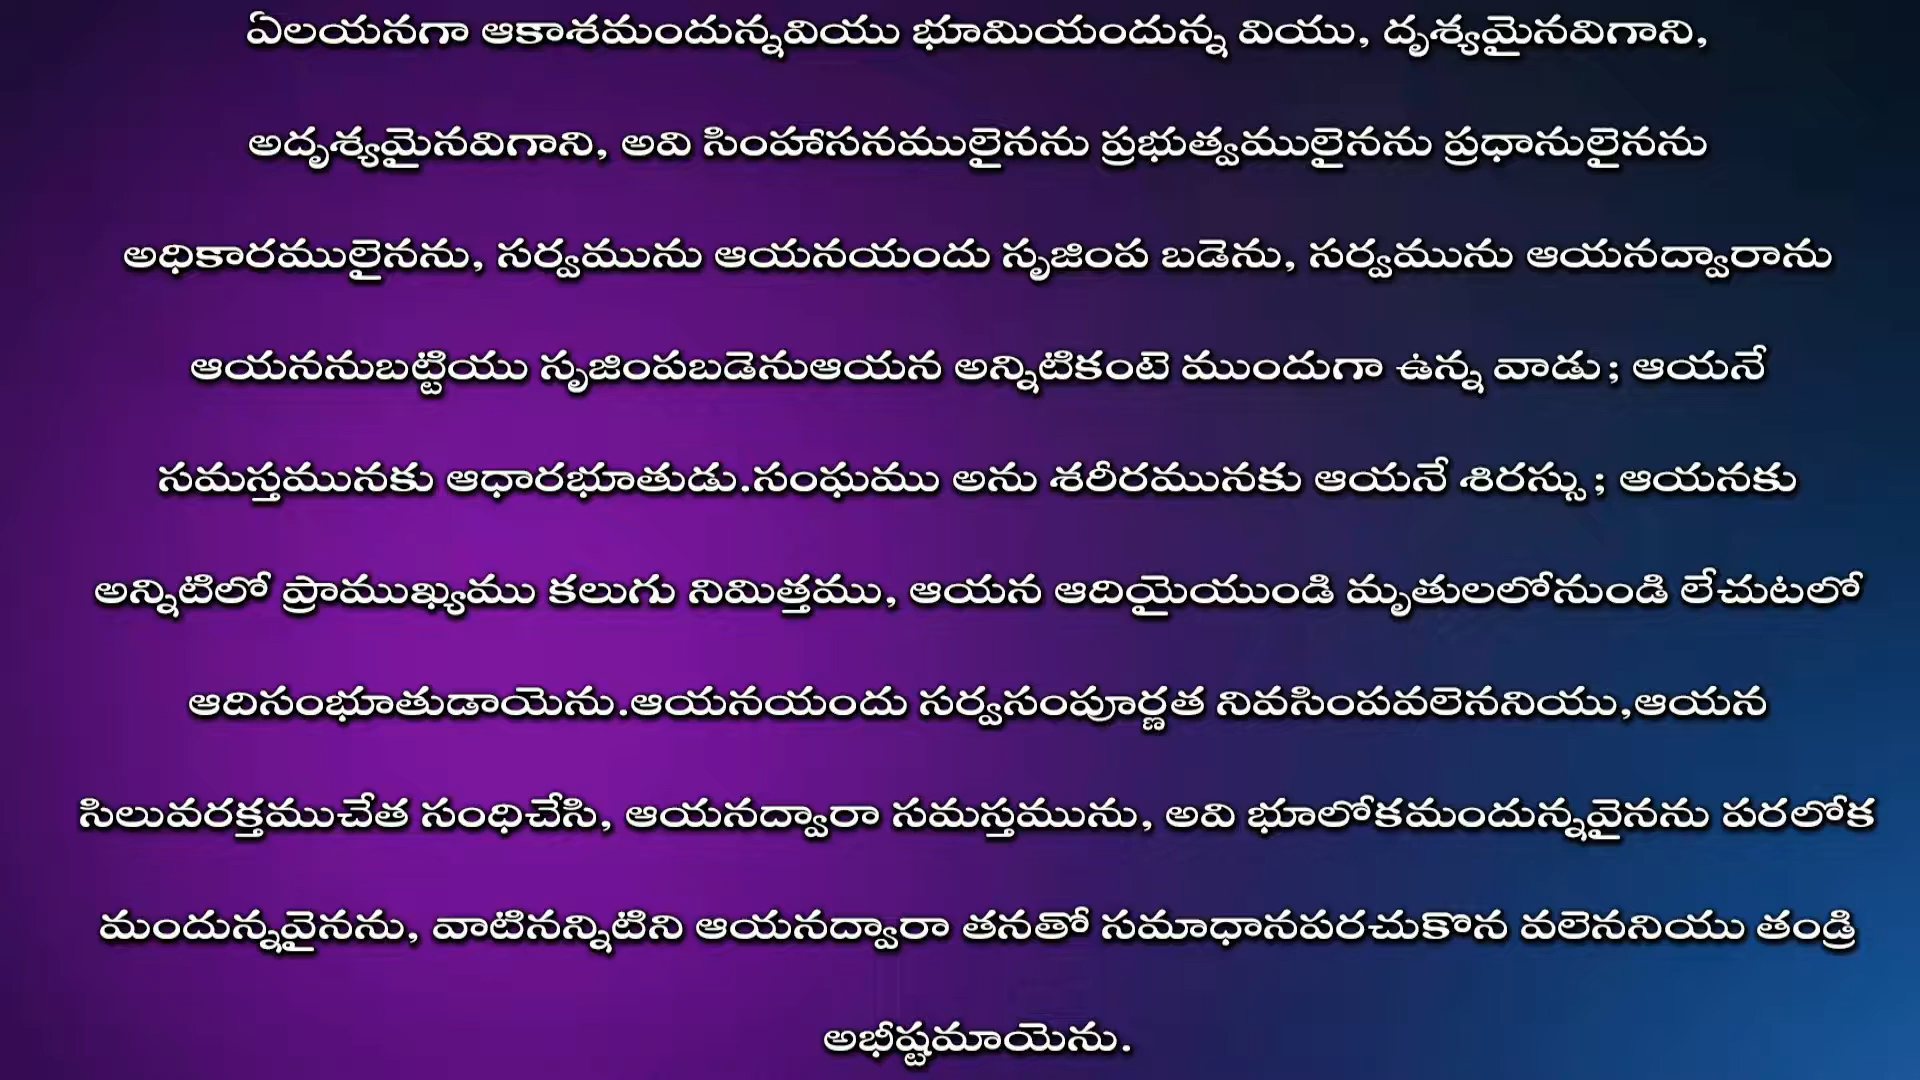 ఏలయనగా ఆకాశమందున్నవియు భూమియందున్న వియు, దృశ్యమైనవిగాని,
అదృశ్యమైనవిగాని, అవి సింహాసనములైనను ప్రభుత్వములైనను ప్రధానులైనను
అధికారములైనను, సర్వమును ఆయనయందు సృజింప బడెను, సర్వమును ఆయనద్వారాను
ఆయననుబట్టియు సృజింపబడెనుఆయన అన్నిటికంటె ముందుగా ఉన్న వాడు; ఆయనే
సమస్తమునకు ఆధారభూతుడు.సంఘము అను శరీరమునకు ఆయనే శిరస్సు; ఆయనకు
అన్నిటిలో ప్రాముఖ్యము కలుగు నిమిత్తము, ఆయన ఆదియైయుండి మృతులలోనుండి లేచుటలో
ఆదిసంభూతుడాయెను.ఆయనయందు సర్వసంపూర్ణత నివసింపవలెననియు,ఆయన
సిలువరక్తముచేత సంధిచేసి, ఆయనద్వారా సమస్తమును, అవి భూలోకమందున్నవైనను పరలోక
మందున్నవైనను, వాటినన్నిటిని ఆయనద్వారా తనతో సమాధానపరచుకొన వలెననియు తండ్రి
అభీష్టమాయెను.